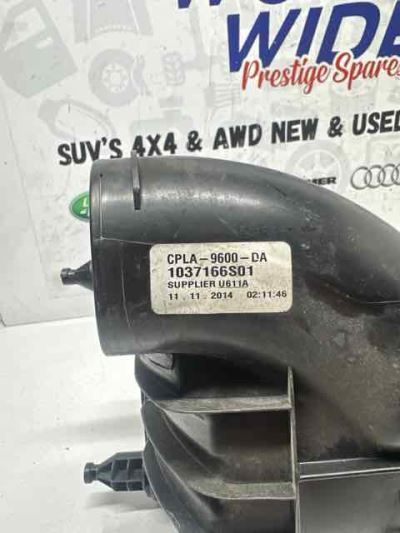 WORLD
WIDE
Prestige Spares
SUV'S 4X4 & AWD NEW & USED
CPLA-9600-DA
1037166S01
SUPPLIER U611A
11.11.2014 02:11:46